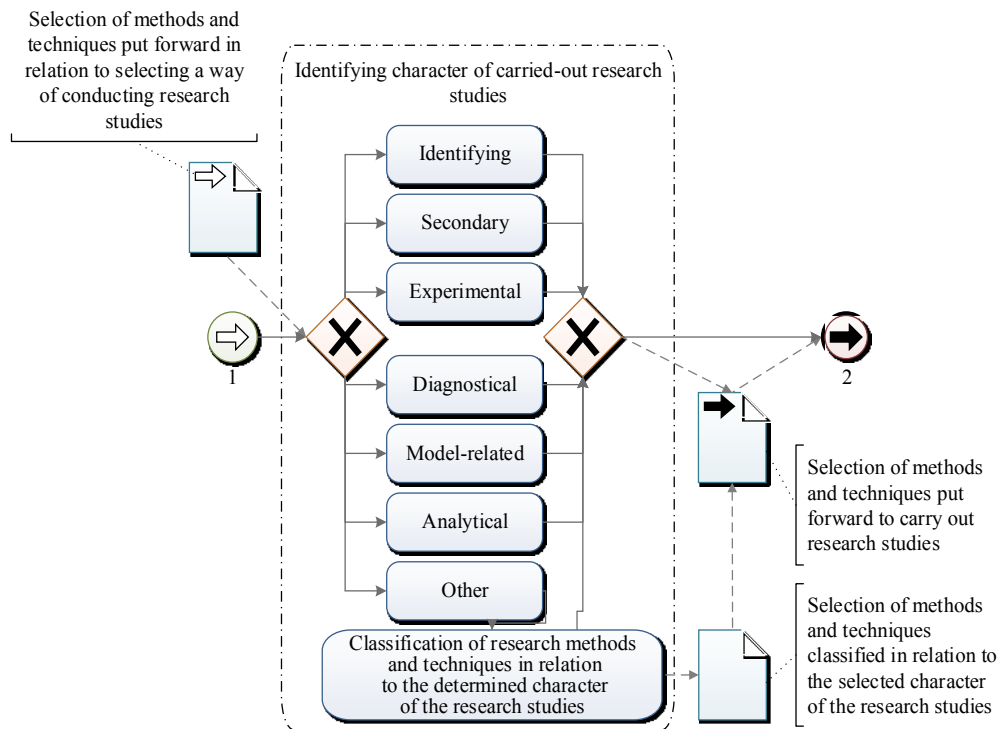 Selection of methods and
techniques put forward in
relation to selecting a way
of conducting research
studies
Identifying character of carried-out research
studies
Identifying
Secondary
Experimental
1
2
Diagnostical
Model-related
Analytical
Other
Classification of research methods
and techniques in relation
to the determined character
of the research studies
Selection of methods
and techniques put
forward to carry out
research studies
Selection of methods
and techniques
classified in relation to
the selected character
of the research studies